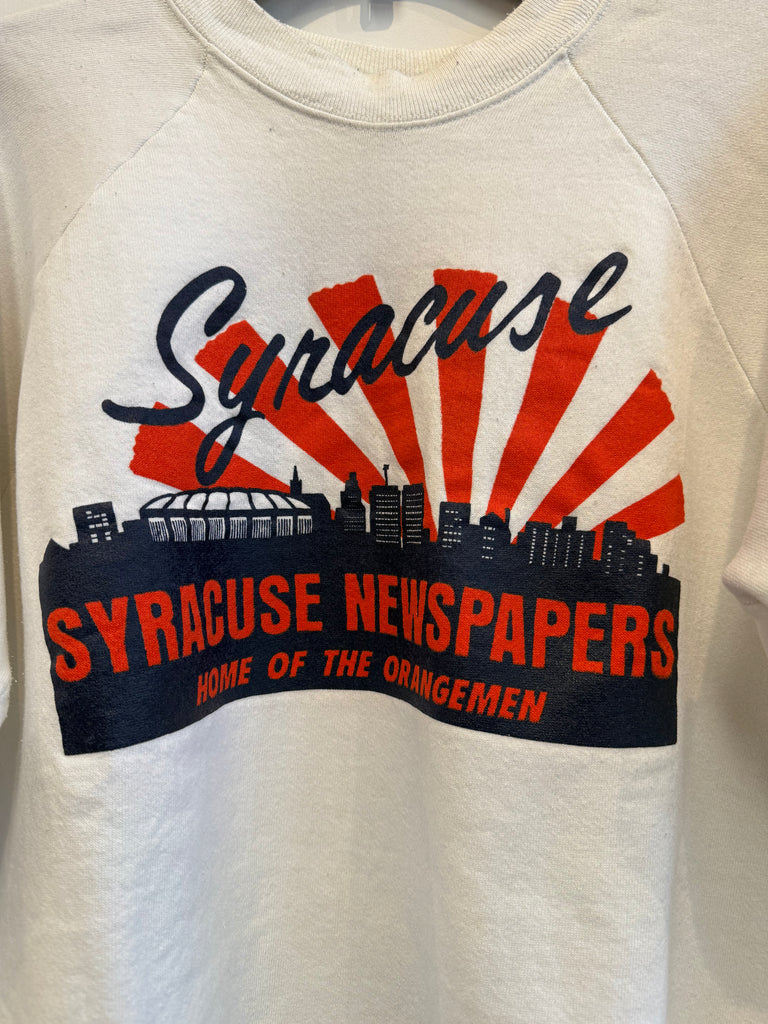 Syracuse
SYRACUSE NEWSPAPERS
HOME OF THE ORANGEMEN